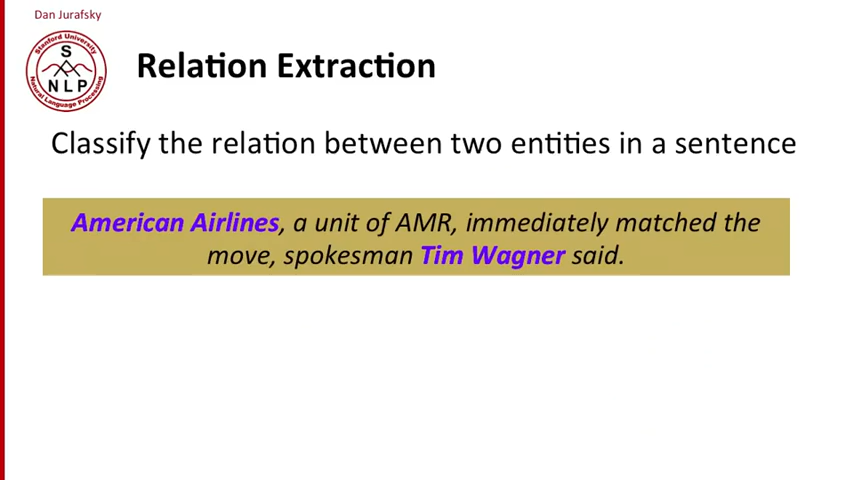 Dan Jurafsky
Stanford University
S
NLP
Natural Language Processing
Relation Extraction
Classify the relation between two entities in a sentence
American Airlines, a unit of AMR, immediately matched the
move, spokesman Tim Wagner said.